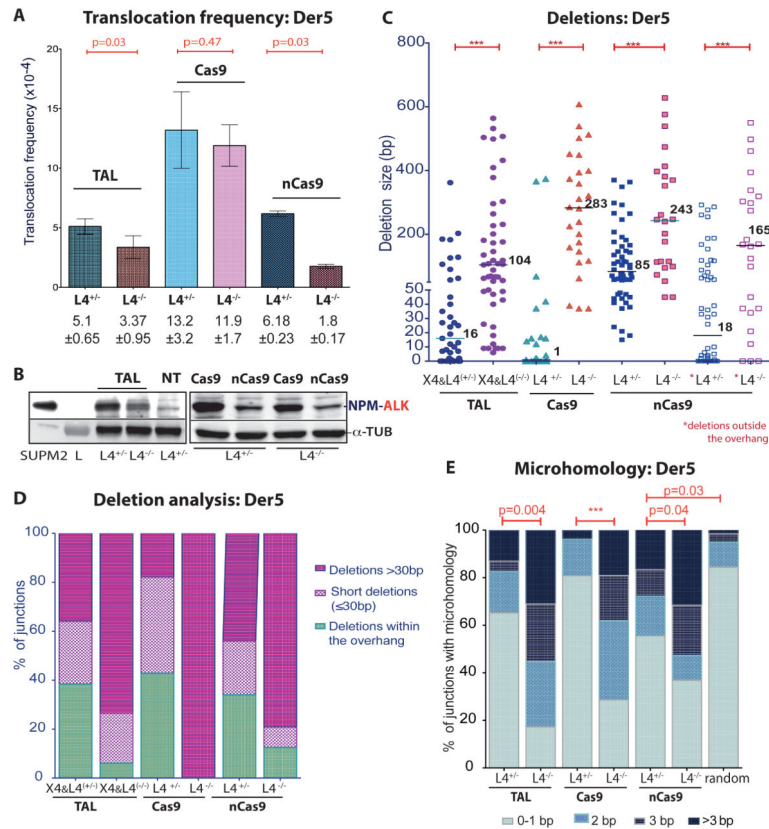 A
Translocation frequency: Der5
p=0.03
p=0.47
p=0.03
Translocation frequency (x10-4)
20
15
10
5
0
TAL
Cas9
nCas9
L4+/- L4-/- L4+/- L4-/- L4+/- L4-/-
5.1 3.37 13.2 11.9 6.18 1.8
±0.65 ±0.95 ±3.2 ±1.7 ±0.23 ±0.17
B
TAL NT Cas9 nCas9 Cas9 nCas9
NPM-ALK
α-TUB
SUPM2 L L4+/- L4-/- L4+/- L4+/- L4-/-
C
Deletions: Der5
*** *** *** ***
Deletion size (bp)
800
600
400
200
50
40
30
20
10
0
16
104
1
283
85
243
18
165
X4&L4(+/-) X4&L4(-/-) L4+/- L4-/- L4+/- L4-/- *L4+/- *L4-/-
TAL Cas9 nCas9
*deletions outside
the overhang
D
Deletion analysis: Der5
% of junctions
100
80
60
40
20
0
Deletions >30bp
Short deletions
(≤30bp)
Deletions within
the overhang
X4&L4(+/-) X4&L4(-/-) L4+/- L4-/- L4+/- L4-/-
TAL Cas9 nCas9
E
Microhomology: Der5
p=0.03
p=0.004 *** p=0.04
% of junctions with microhomology
100
80
60
40
20
0
L4+/- L4-/- L4+/- L4-/- L4+/- L4-/- random
TAL Cas9 nCas9
0-1 bp 2 bp 3 bp >3 bp